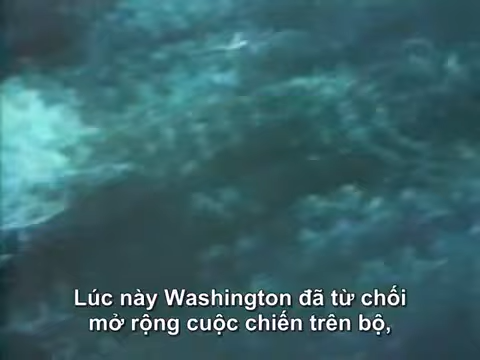 Lúc này Washington đã từ chối
mở rộng cuộc chiến trên bộ,